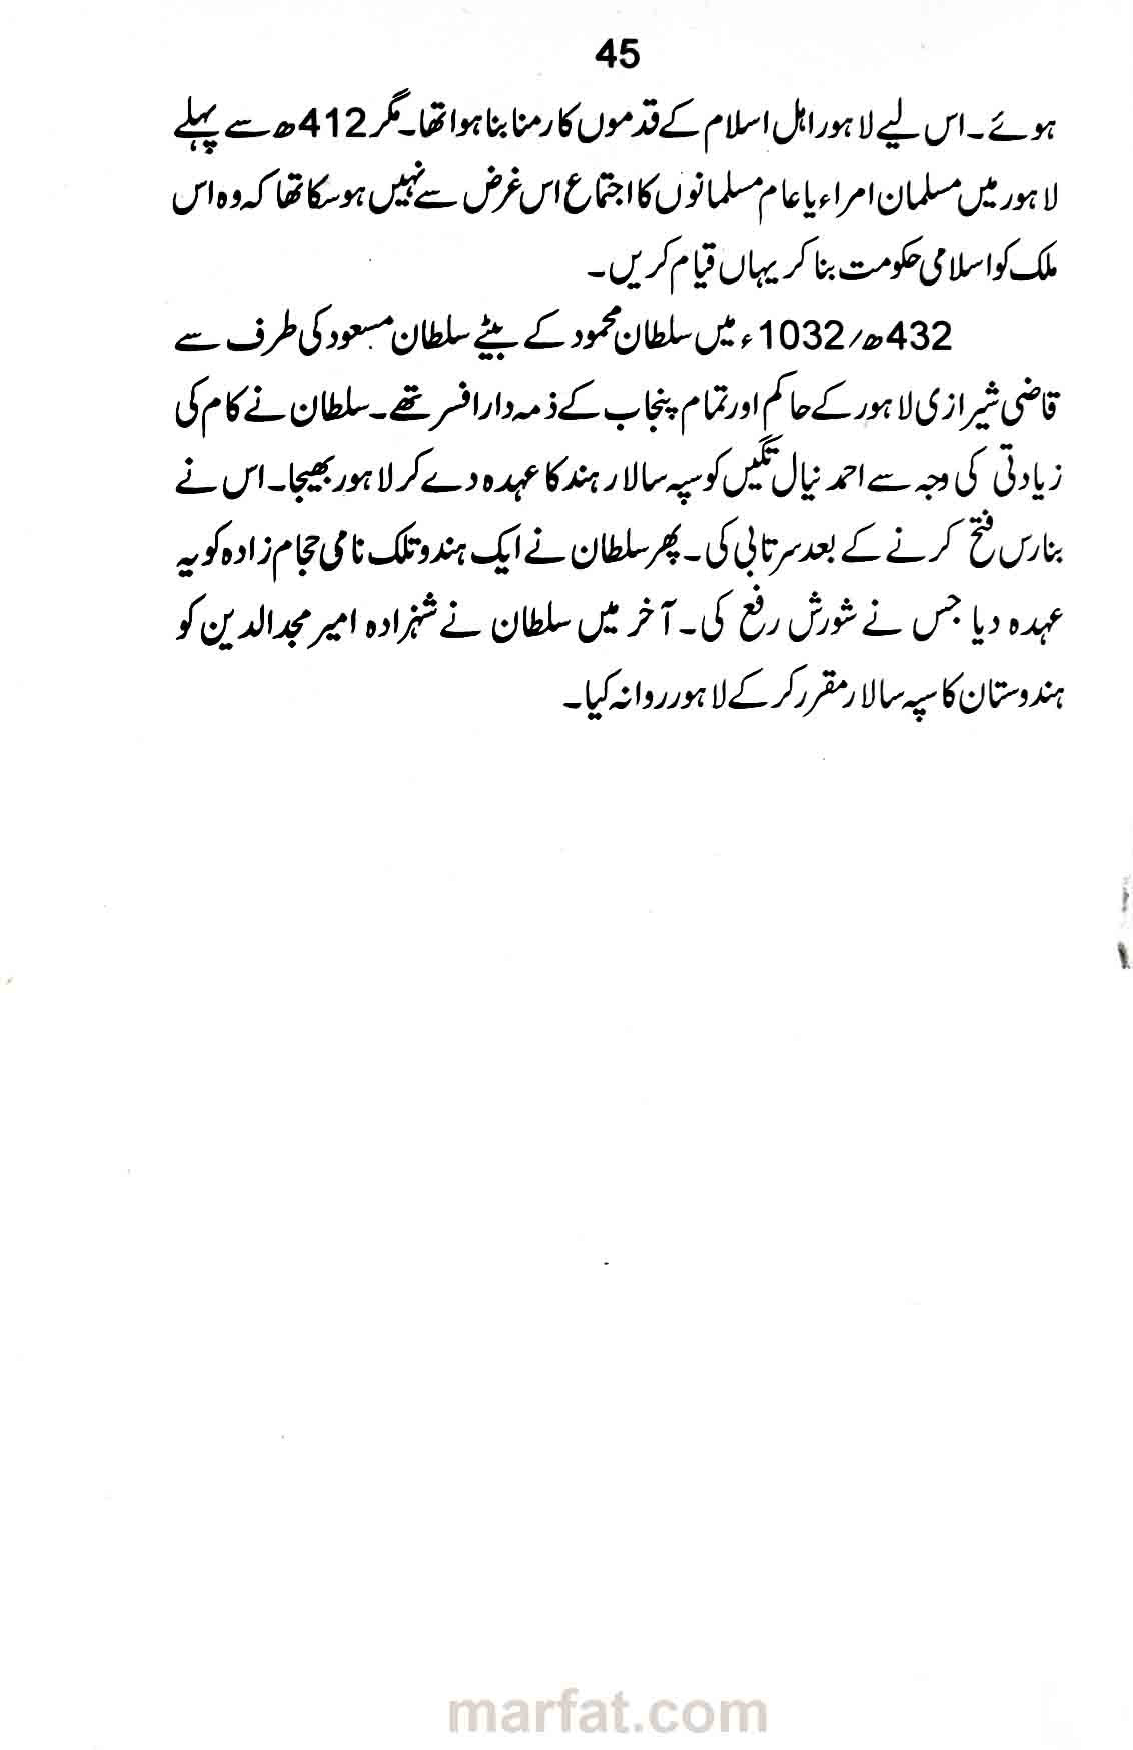 45
ہوئے۔ اس لیے لاہور اہل اسلام کے قدموں کا رمنا بنا ہوا تھا۔ مگر 412ھ سے پہلے
لاہور میں مسلمان امراء یا عام مسلمانوں کا اجتماع اس غرض سے نہیں ہو سکا تھا کہ وہ اس
ملک کو اسلامی حکومت بنا کر یہاں قیام کریں۔
432ھ/1032ء میں سلطان محمود کے بیٹے سلطان مسعود کی طرف سے
قاضی شیرازی لاہور کے حاکم اور تمام پنجاب کے ذمہ دار افسر تھے۔ سلطان نے کام کی
زیادتی کی وجہ سے احمد نیال تگیں کو سپہ سالار ہند کا عہدہ دے کر لاہور بھیجا۔ اس نے
بنارس فتح کرنے کے بعد سرتابی کی۔ پھر سلطان نے ایک ہندو تلک نامی حجام زادہ کو یہ
عہدہ دیا جس نے شورش رفع کی۔ آخر میں سلطان نے شہزادہ امیر مجدالدین کو
ہندوستان کا سپہ سالار مقرر کر کے لاہور روانہ کیا۔
marfat.com